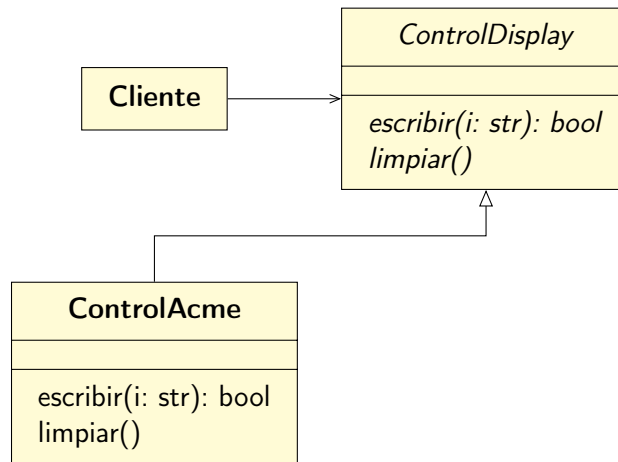 ControlDisplay
Cliente
escribir(i: str): bool
limpiar()
ControlAcme
escribir(i: str): bool
limpiar()